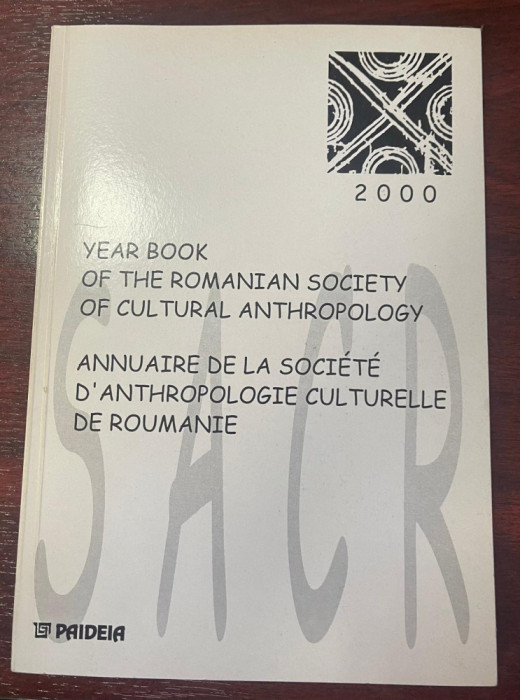 2000
YEAR BOOK
OF THE ROMANIAN SOCIETY
OF CULTURAL ANTHROPOLOGY
ANNUAIRE DE LA SOCIÉTÉ
D'ANTHROPOLOGIE CULTURELLE
DE ROUMANIE
SACR
PAIDEIA